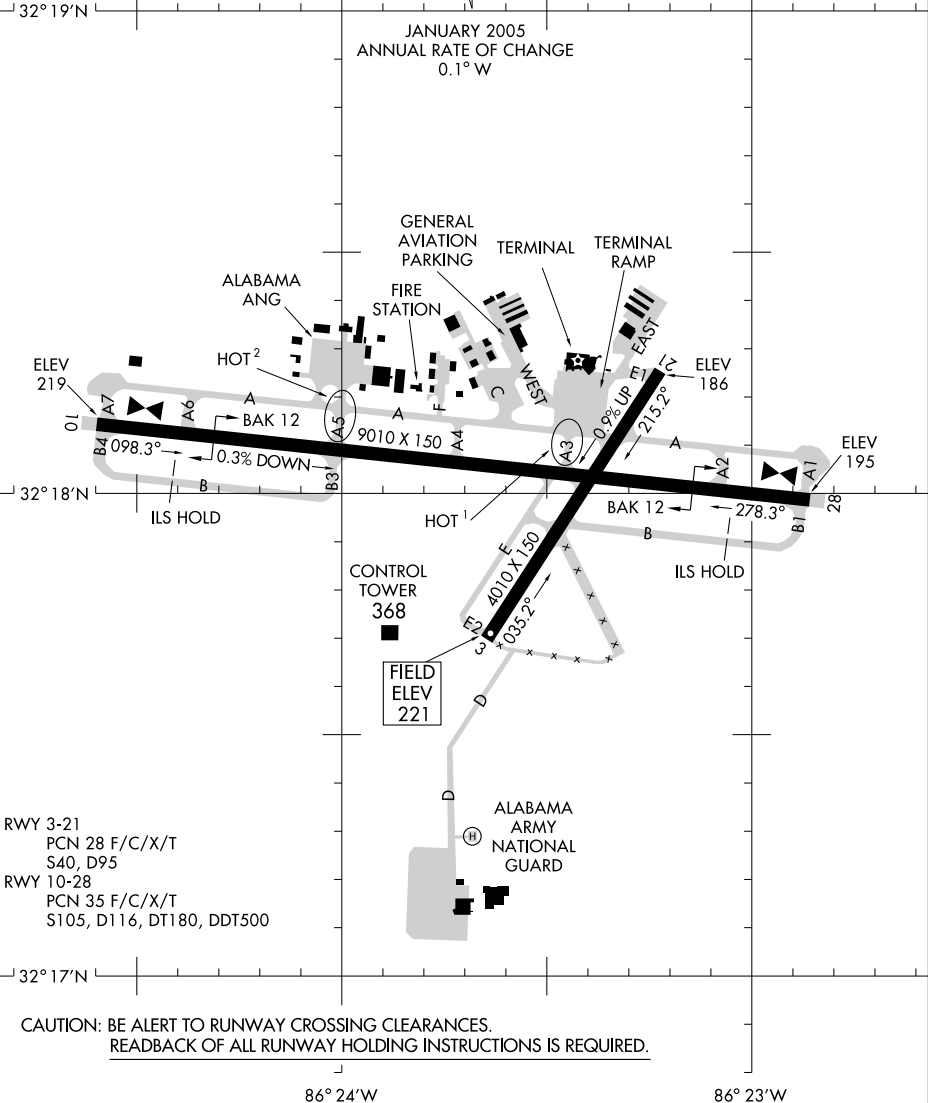 32° 19'N
JANUARY 2005
ANNUAL RATE OF CHANGE
0.1° W
GENERAL
AVIATION
PARKING
TERMINAL
TERMINAL
RAMP
ALABAMA
ANG
FIRE
STATION
HOT 2
EAST
WEST
C
F
ELEV
219
E1
21
ELEV
186
A7
A6
A
A5
A
A4
A3
0.9% UP
215.2°
A
A2
A1
10
BAK 12
9010 X 150
B4
098.3°
0.3% DOWN
B3
B
ILS HOLD
ELEV
195
28
278.3°
B1
BAK 12
B
ILS HOLD
32° 18'N
HOT 1
E
4010 X 150
035.2°
E2
3
CONTROL
TOWER
368
FIELD
ELEV
221
D
D
H
ALABAMA
ARMY
NATIONAL
GUARD
RWY 3-21
PCN 28 F/C/X/T
S40, D95
RWY 10-28
PCN 35 F/C/X/T
S105, D116, DT180, DDT500
32° 17'N
CAUTION: BE ALERT TO RUNWAY CROSSING CLEARANCES.
READBACK OF ALL RUNWAY HOLDING INSTRUCTIONS IS REQUIRED.
86° 24'W
86° 23'W